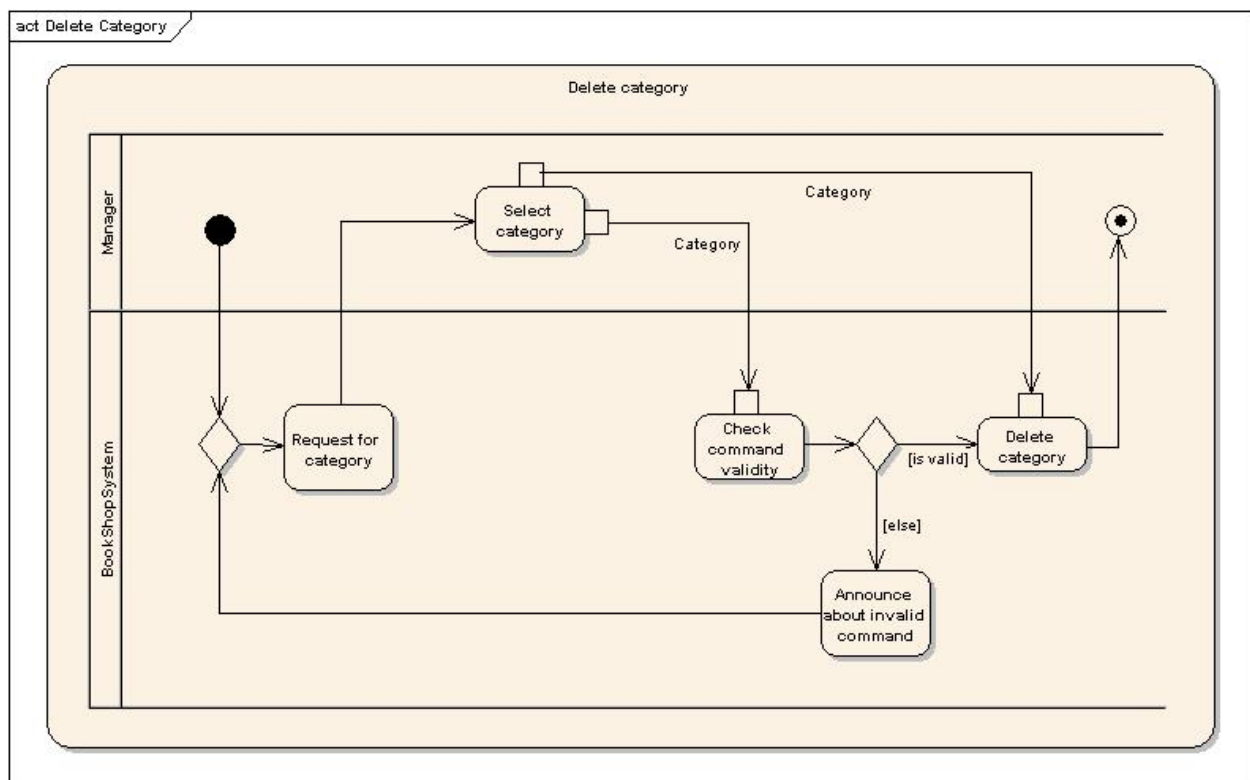 act Delete Category
Delete category
Manager
Select
category
Category
Category
BookShopSystem
Request for
category
Check
command
validity
[is valid]
Delete
category
[else]
Announce
about invalid
command